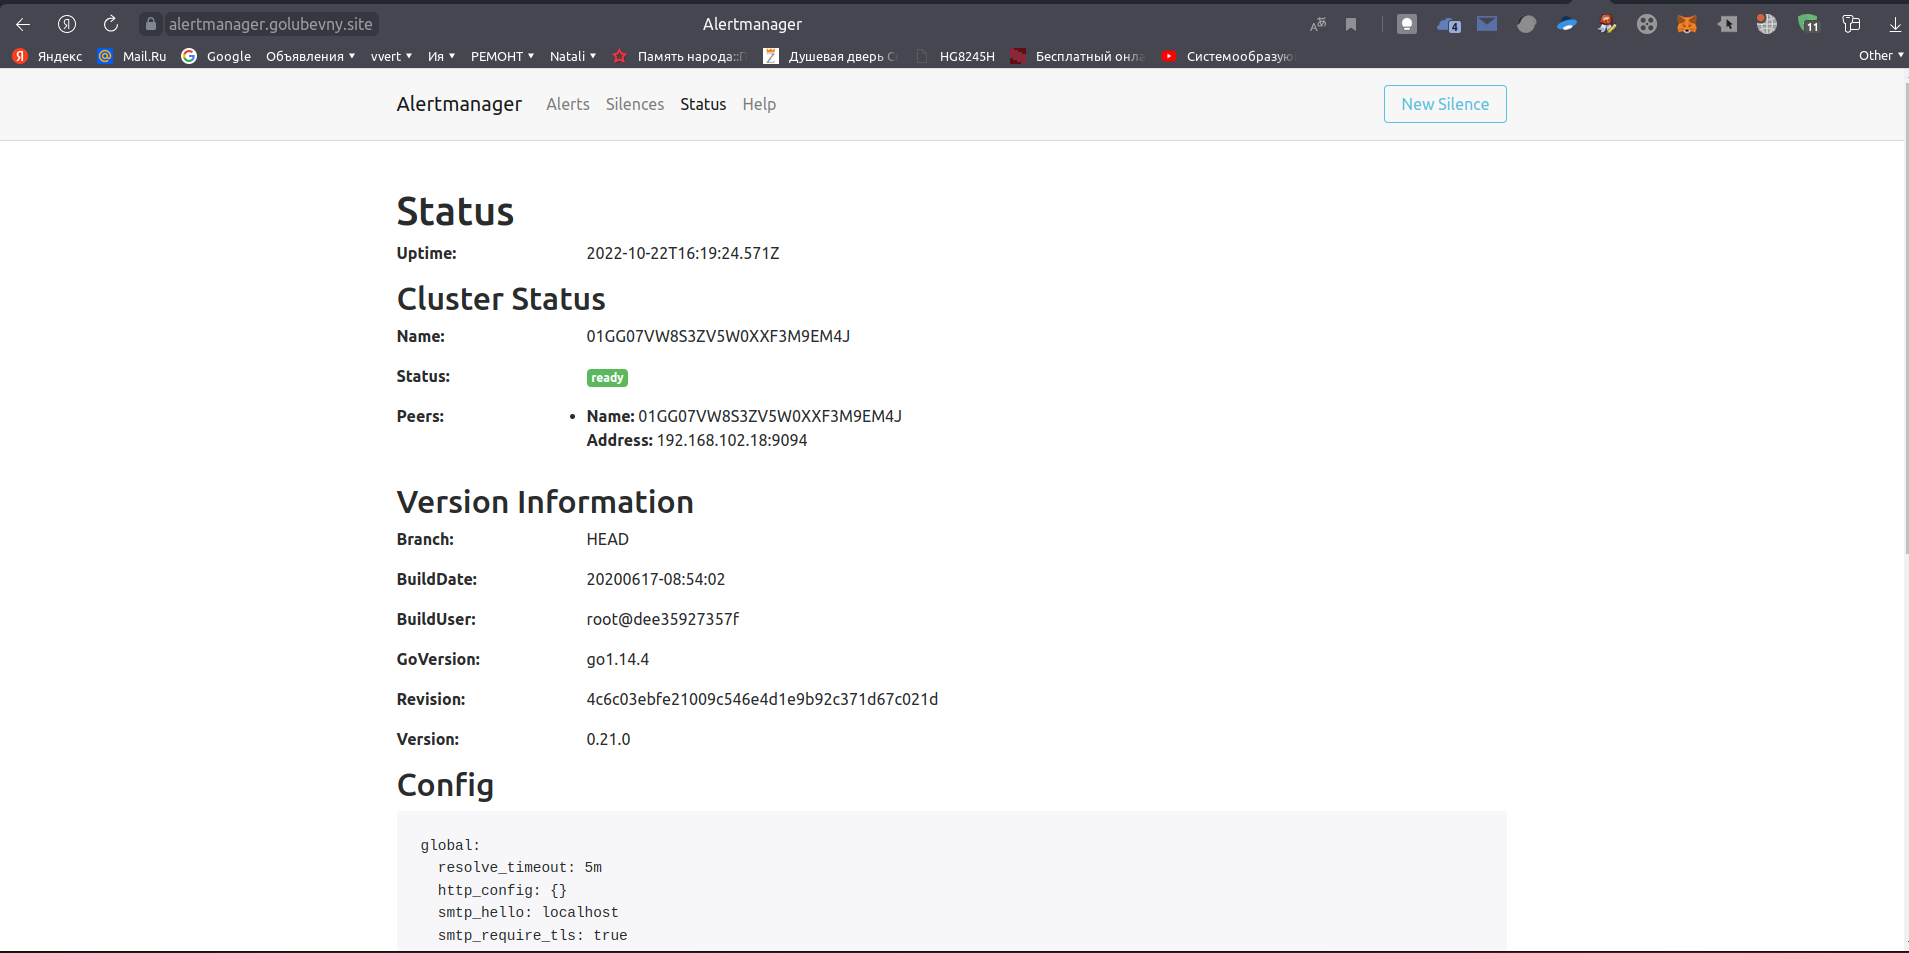 alertmanager.golubevny.site
Alertmanager
4
11
Яндекс
Mail.Ru
Google
Объявления
vvert
Ия
РЕМОНТ
Natali
Память народа::П
Душевая дверь С
HG8245H
Бесплатный онла
Системообразую
Other
Alertmanager Alerts Silences Status Help New Silence
Status
Uptime: 2022-10-22T16:19:24.571Z
Cluster Status
Name: 01GG07VW8S3ZV5W0XXF3M9EM4J
Status: ready
Peers: • Name: 01GG07VW8S3ZV5W0XXF3M9EM4J
Address: 192.168.102.18:9094
Version Information
Branch: HEAD
BuildDate: 20200617-08:54:02
BuildUser: root@dee35927357f
GoVersion: go1.14.4
Revision: 4c6c03ebfe21009c546e4d1e9b92c371d67c021d
Version: 0.21.0
Config
global:
resolve_timeout: 5m
http_config: {}
smtp_hello: localhost
smtp_require_tls: true